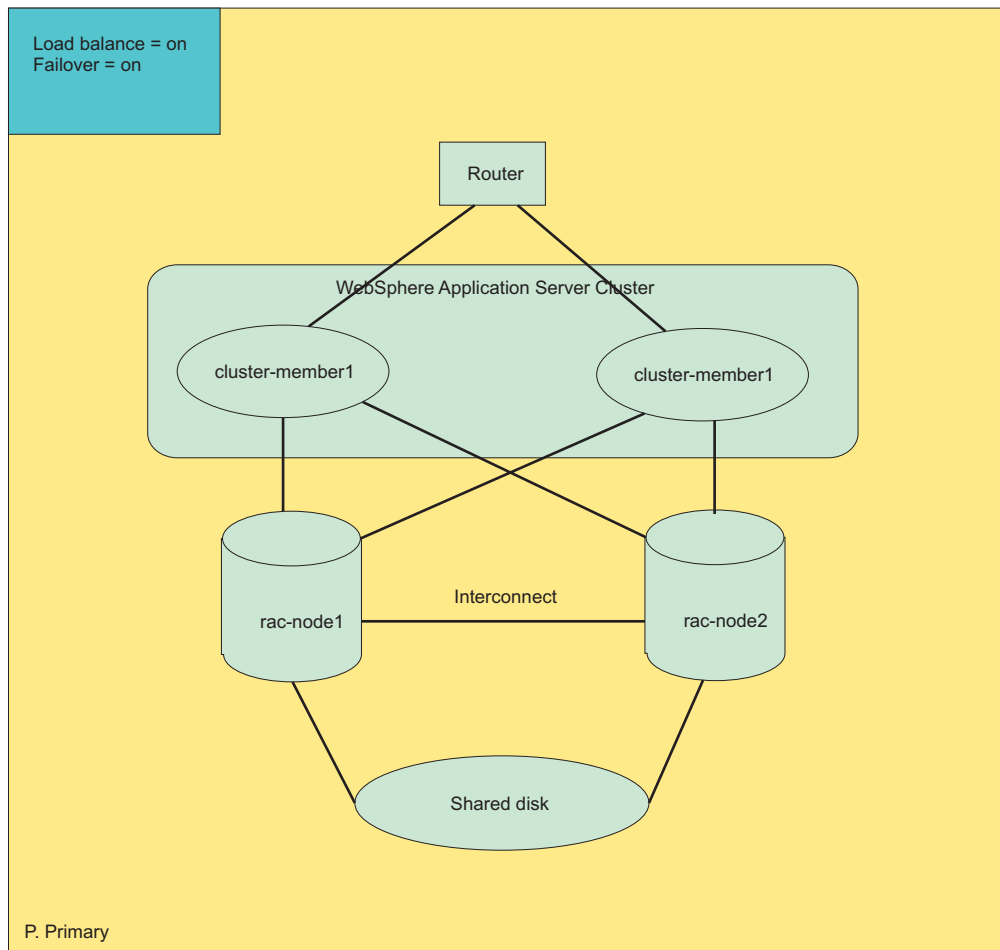 Load balance = on
Failover = on
Router
WebSphere Application Server Cluster
cluster-member1
cluster-member1
Interconnect
rac-node1
rac-node2
Shared disk
P. Primary